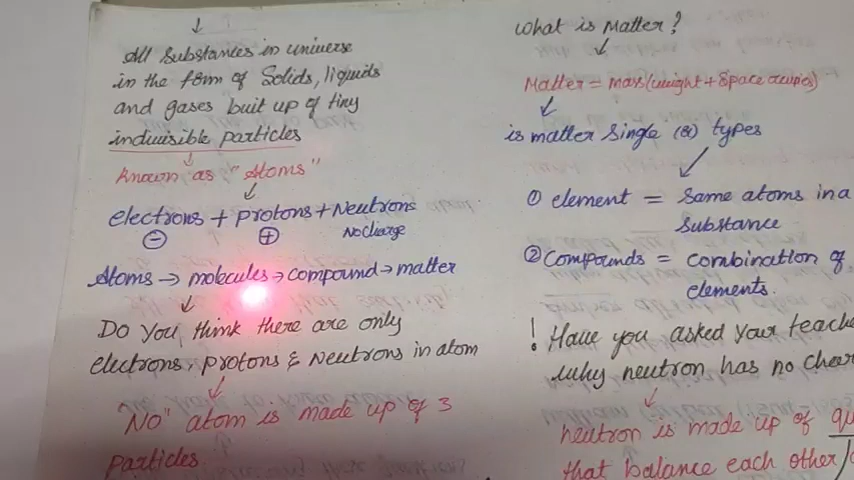 All Substances in universe
in the form of Solids, liquids
and gases buit up of tiny
indivisible particles
known as "Atoms"
electrons + protons + Neutrons
⊖ ⊕ No charge
Atoms → molecules → compound → matter
Do you think there are only
electrons, protons & Neutrons in atom
"No" atom is made up of 3
particles
What is Matter?
Matter = mass (weight + Space occupies)
is matter Single (or) types
① element = Same atoms in a
Substance
② Compounds = combination of
elements.
! Have you asked your teache
why neutron has no char
neutron is made up of qu
that balance each other